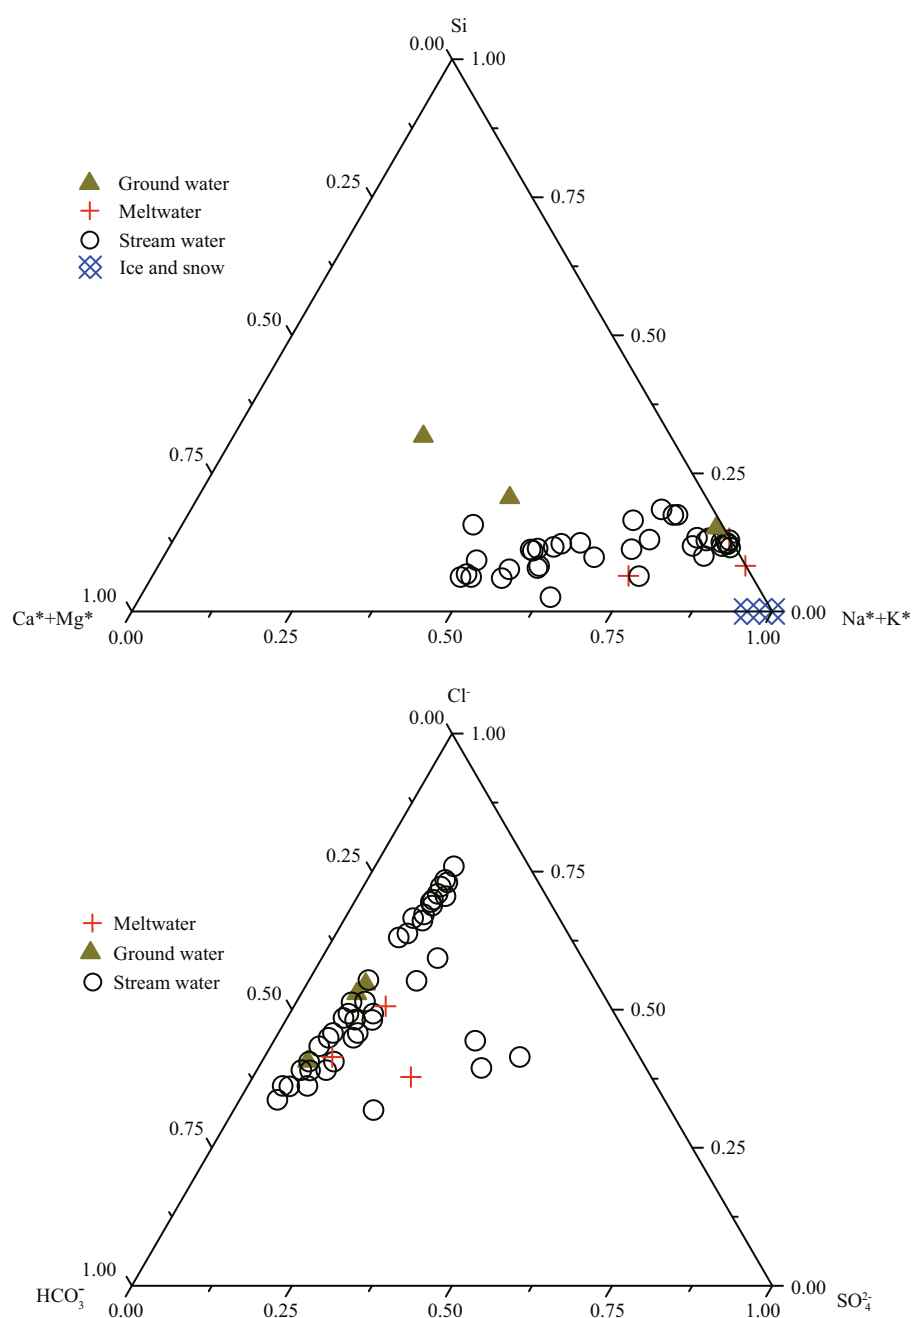 Si
0.00
1.00
Ground water
0.25
0.75
Meltwater
Stream water
Ice and snow
0.50
0.50
0.75
0.25
1.00
Ca*+Mg*
0.00 Na*+K*
0.00 0.25 0.50 0.75 1.00
Cl⁻
0.00
1.00
0.25
0.75
Meltwater
Ground water
Stream water
0.50
0.50
0.75
0.25
1.00
HCO₃⁻
0.00 SO₄²⁻
0.00 0.25 0.50 0.75 1.00